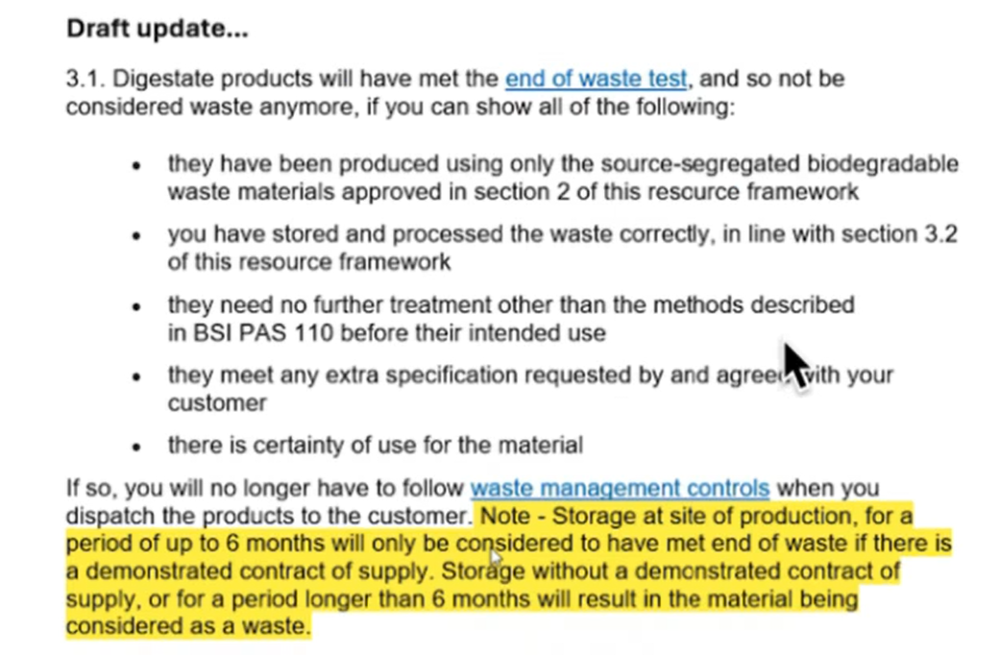 Draft update...
3.1. Digestate products will have met the end of waste test, and so not be
considered waste anymore, if you can show all of the following:
• they have been produced using only the source-segregated biodegradable
waste materials approved in section 2 of this rescurce framework
• you have stored and processed the waste correctly, in line with section 3.2
of this resource framework
• they need no further treatment other than the methods described
in BSI PAS 110 before their intended use
• they meet any extra specification requested by and agreed with your
customer
• there is certainty of use for the material
If so, you will no longer have to follow waste management controls when you
dispatch the products to the customer. Note - Storage at site of production, for a
period of up to 6 months will only be considered to have met end of waste if there is
a demonstrated contract of supply. Storage without a demonstrated contract of
supply, or for a period longer than 6 months will result in the material being
considered as a waste.